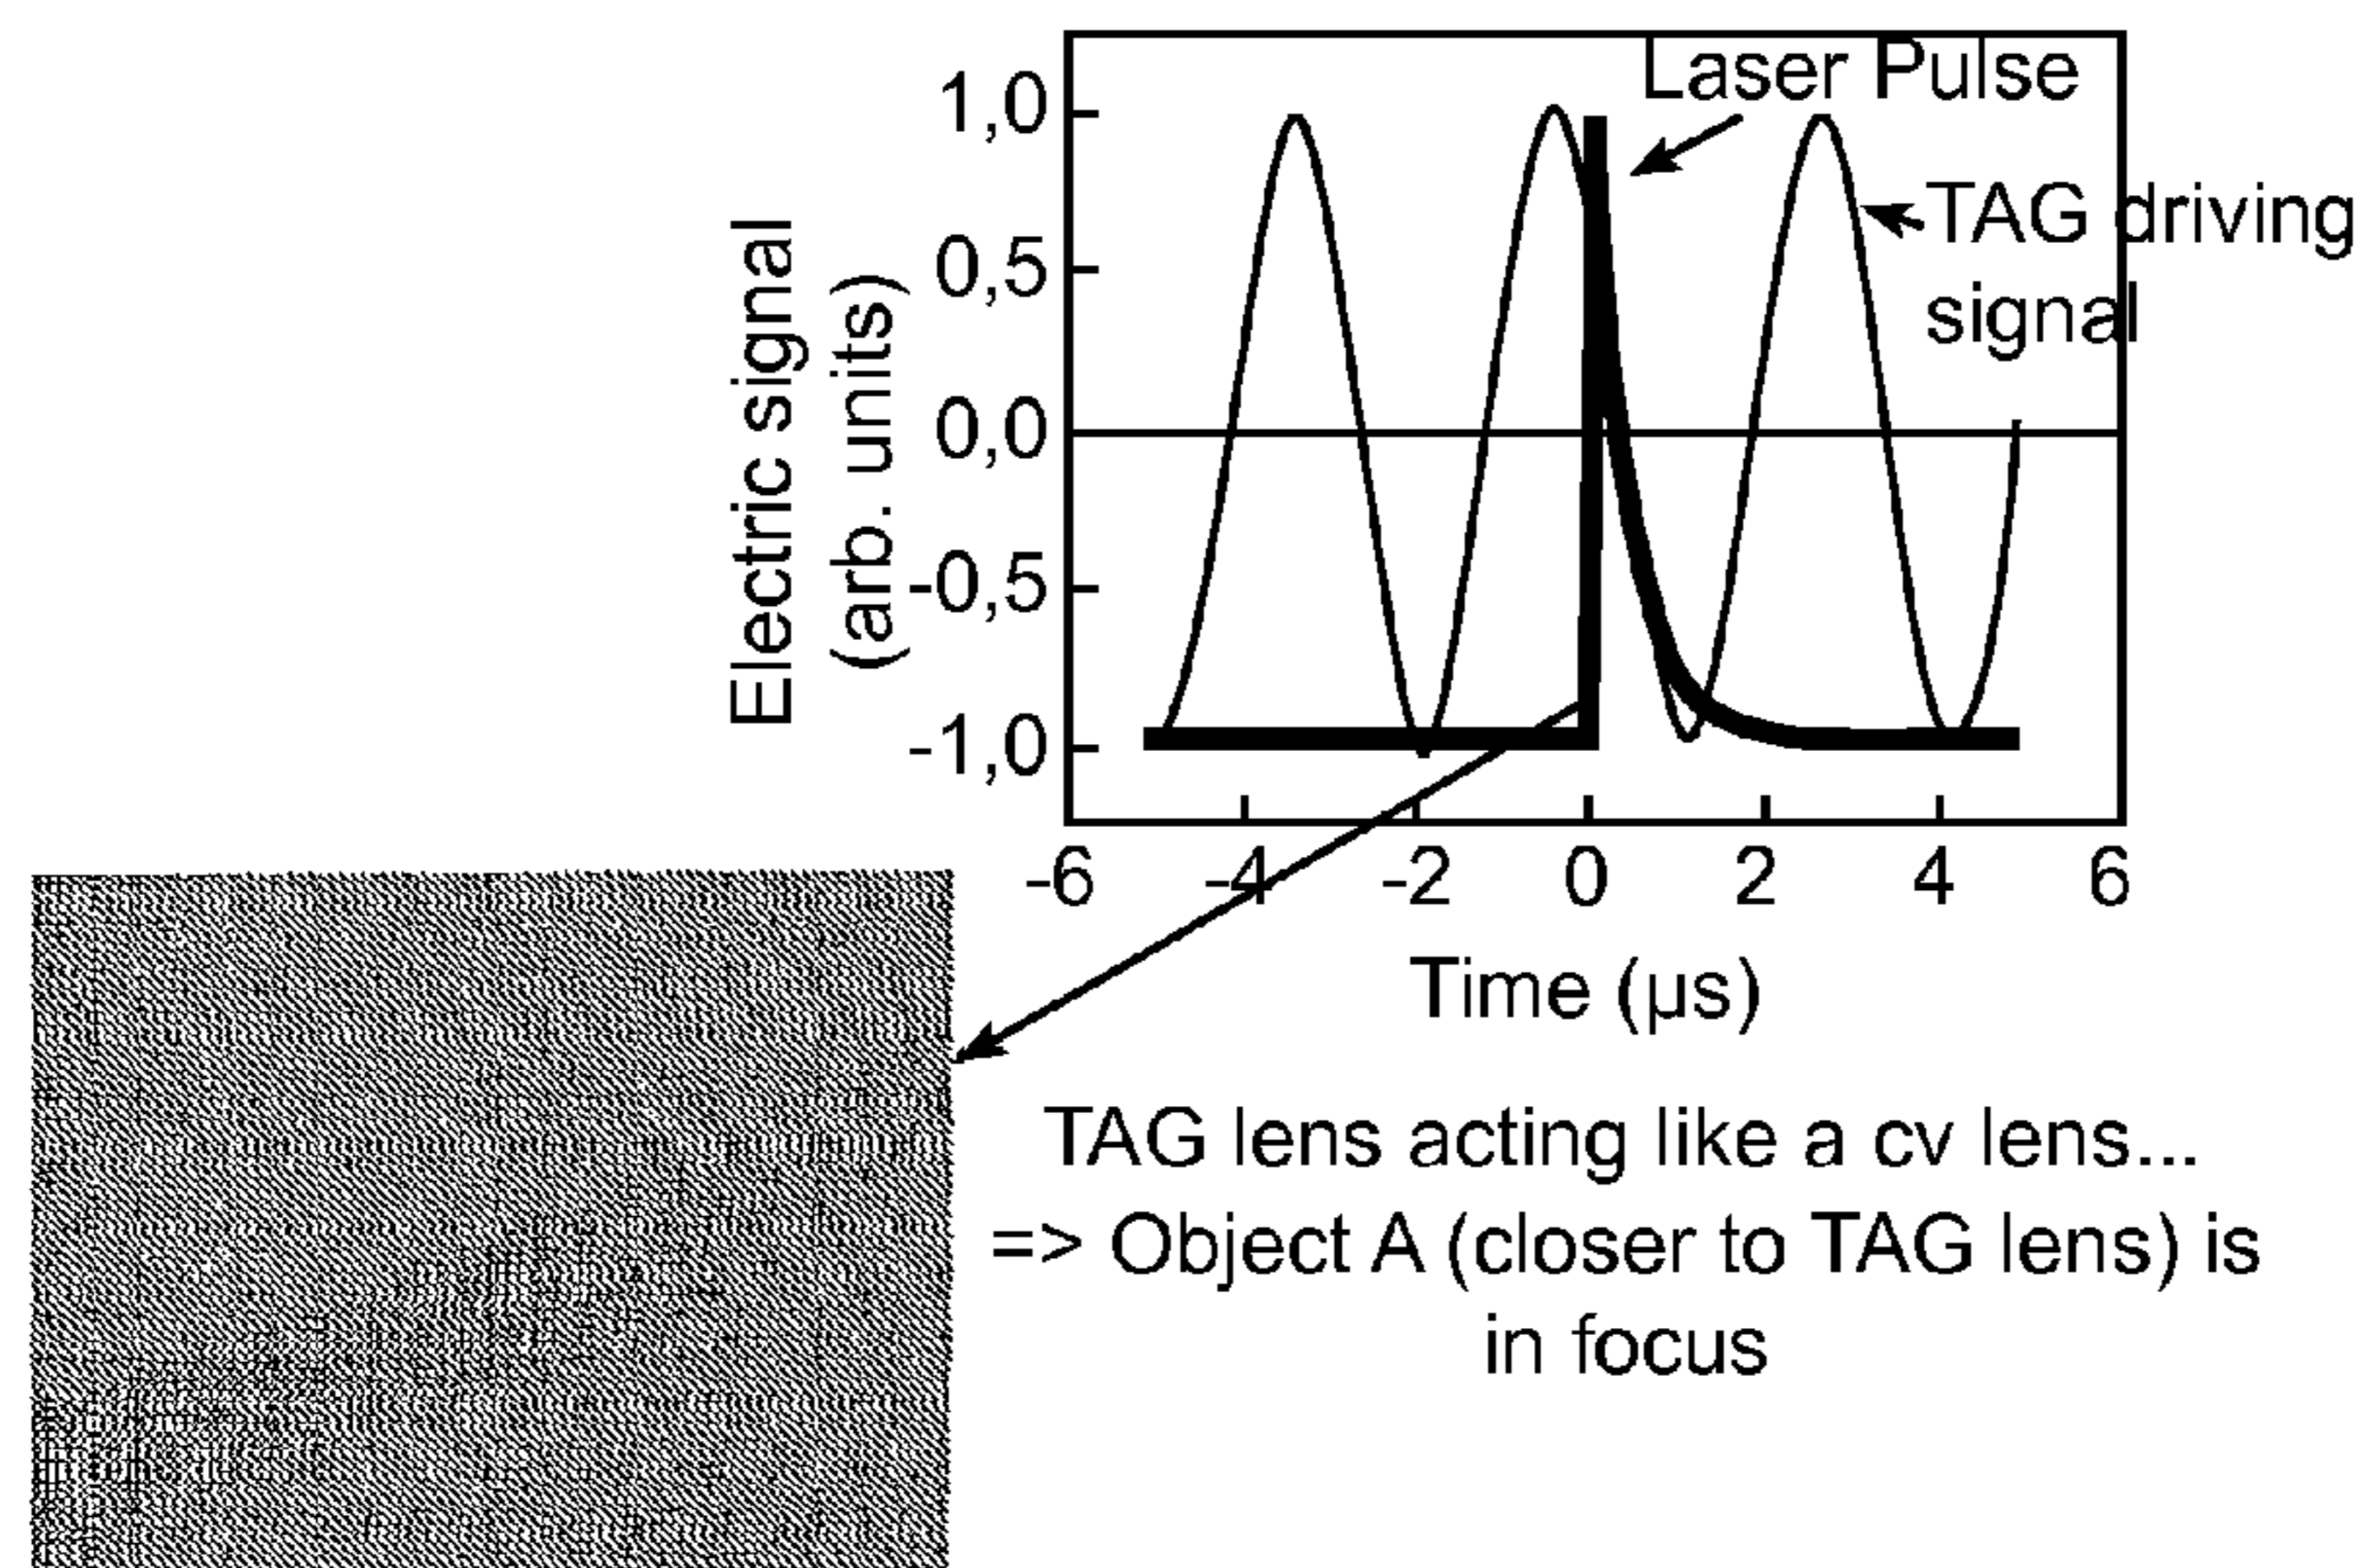 Laser Pulse
TAG driving
signal
Electric signal
(arb. units)
1,0
0,5
0,0
-0,5
-1,0
-6 -4 -2 0 2 4 6
Time (μs)
TAG lens acting like a cv lens...
=> Object A (closer to TAG lens) is
in focus